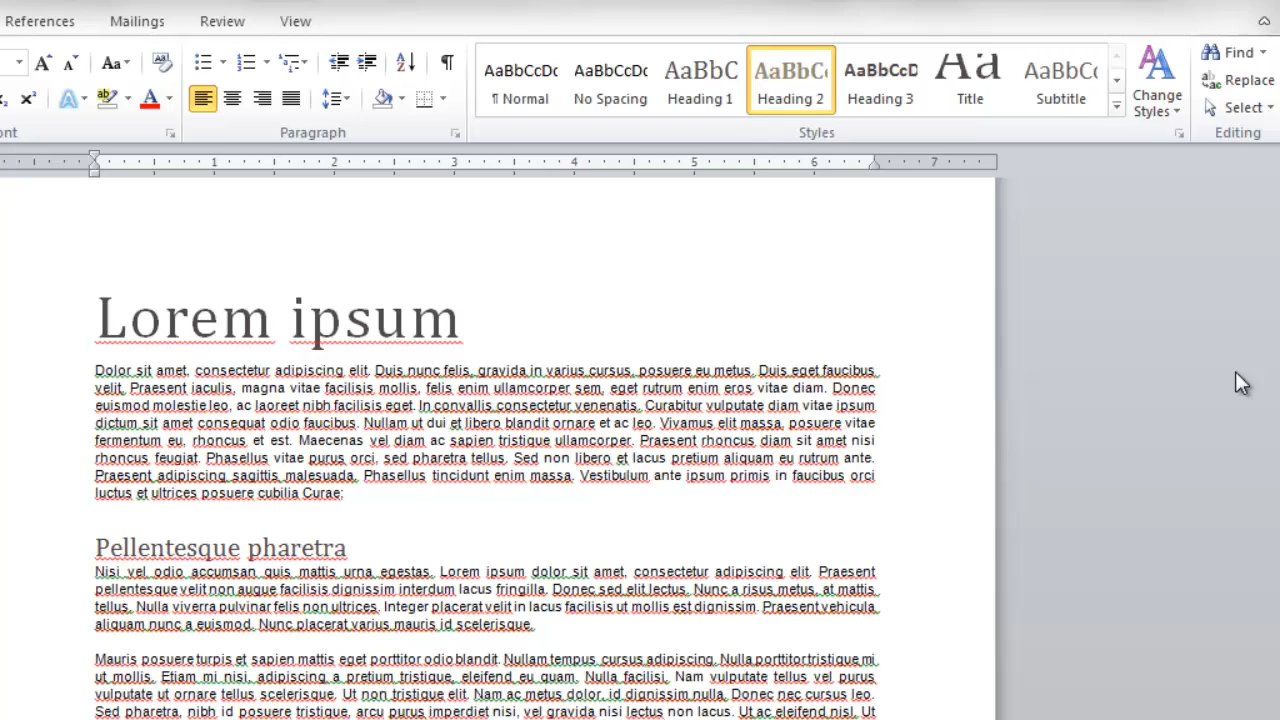 References Mailings Review View
Aa
AaBbCcDc AaBbCcDc AaBbC AaBbCc AaBbCcD Aa AaBbCc
¶ Normal No Spacing Heading 1 Heading 2 Heading 3 Title Subtitle
Change Styles
Find
Replace
Select
Paragraph Styles Editing
1 2 3 4 5 6 7
Lorem ipsum
Dolor sit amet, consectetur adipiscing elit. Duis nunc felis, gravida in varius cursus, posuere eu metus. Duis eget faucibus
velit. Praesent iaculis, magna vitae facilisis mollis, felis enim ullamcorper sem, eget rutrum enim eros vitae diam. Donec
euismod molestie leo, ac laoreet nibh facilisis eget. In convallis consectetur venenatis. Curabitur vulputate diam vitae ipsum
dictum sit amet consequat odio faucibus. Nullam ut dui et libero blandit ornare et ac leo. Vivamus elit massa, posuere vitae
fermentum eu, rhoncus et est. Maecenas vel diam ac sapien tristique ullamcorper. Praesent rhoncus diam sit amet nisi
rhoncus feugiat. Phasellus vitae purus orci, sed pharetra tellus. Sed non libero et lacus pretium aliquam eu rutrum ante.
Praesent adipiscing sagittis malesuada. Phasellus tincidunt enim massa. Vestibulum ante ipsum primis in faucibus orci
luctus et ultrices posuere cubilia Curae;
Pellentesque pharetra
Nisi vel odio accumsan quis mattis urna egestas. Lorem ipsum dolor sit amet, consectetur adipiscing elit. Praesent
pellentesque velit non augue facilisis dignissim interdum lacus fringilla. Donec sed elit lectus. Nunc a risus metus, at mattis
tellus. Nulla viverra pulvinar felis non ultrices. Integer placerat velit in lacus facilisis ut mollis est dignissim. Praesent vehicula
aliquam nunc a euismod. Nunc placerat varius mauris id scelerisque.
Mauris posuere turpis et sapien mattis eget porttitor odio blandit. Nullam tempus cursus adipiscing. Nulla porttitor tristique mi
ut mollis. Etiam mi nisi, adipiscing a pretium tristique, eleifend eu quam. Nulla facilisi. Nam vulputate tellus vel purus
vulputate ut ornare tellus scelerisque. Ut non tristique elit. Nam ac metus dolor, id dignissim nulla. Donec nec cursus leo.
Sed pharetra, nibh id posuere tristique, arcu purus imperdiet nisi, vel gravida nisi lectus non lacus. Ut ac eleifend nisl. Ut